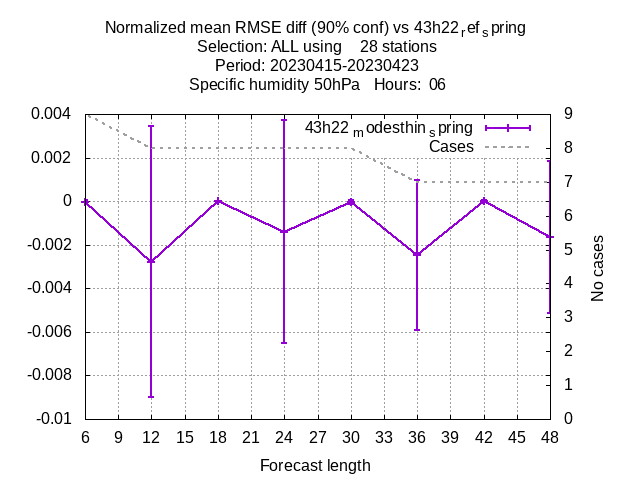 Normalized mean RMSE diff (90% conf) vs 43h22refspring
Selection: ALL using 28 stations
Period: 20230415-20230423
Specific humidity 50hPa Hours: 06
43h22modesthinspring
Cases
0.004
0.002
0
-0.002
-0.004
-0.006
-0.008
-0.01
9
8
7
6
5
4
3
2
1
0
No cases
6 9 12 15 18 21 24 27 30 33 36 39 42 45 48
Forecast length